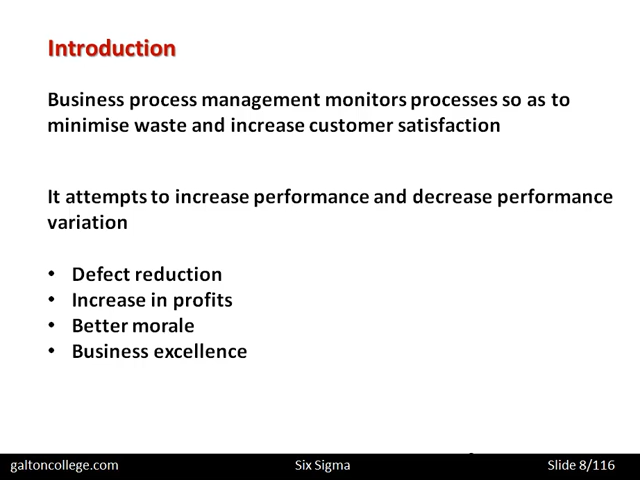 Introduction
Business process management monitors processes so as to
minimise waste and increase customer satisfaction
It attempts to increase performance and decrease performance
variation
• Defect reduction
• Increase in profits
• Better morale
• Business excellence
galtoncollege.com Six Sigma Slide 8/116